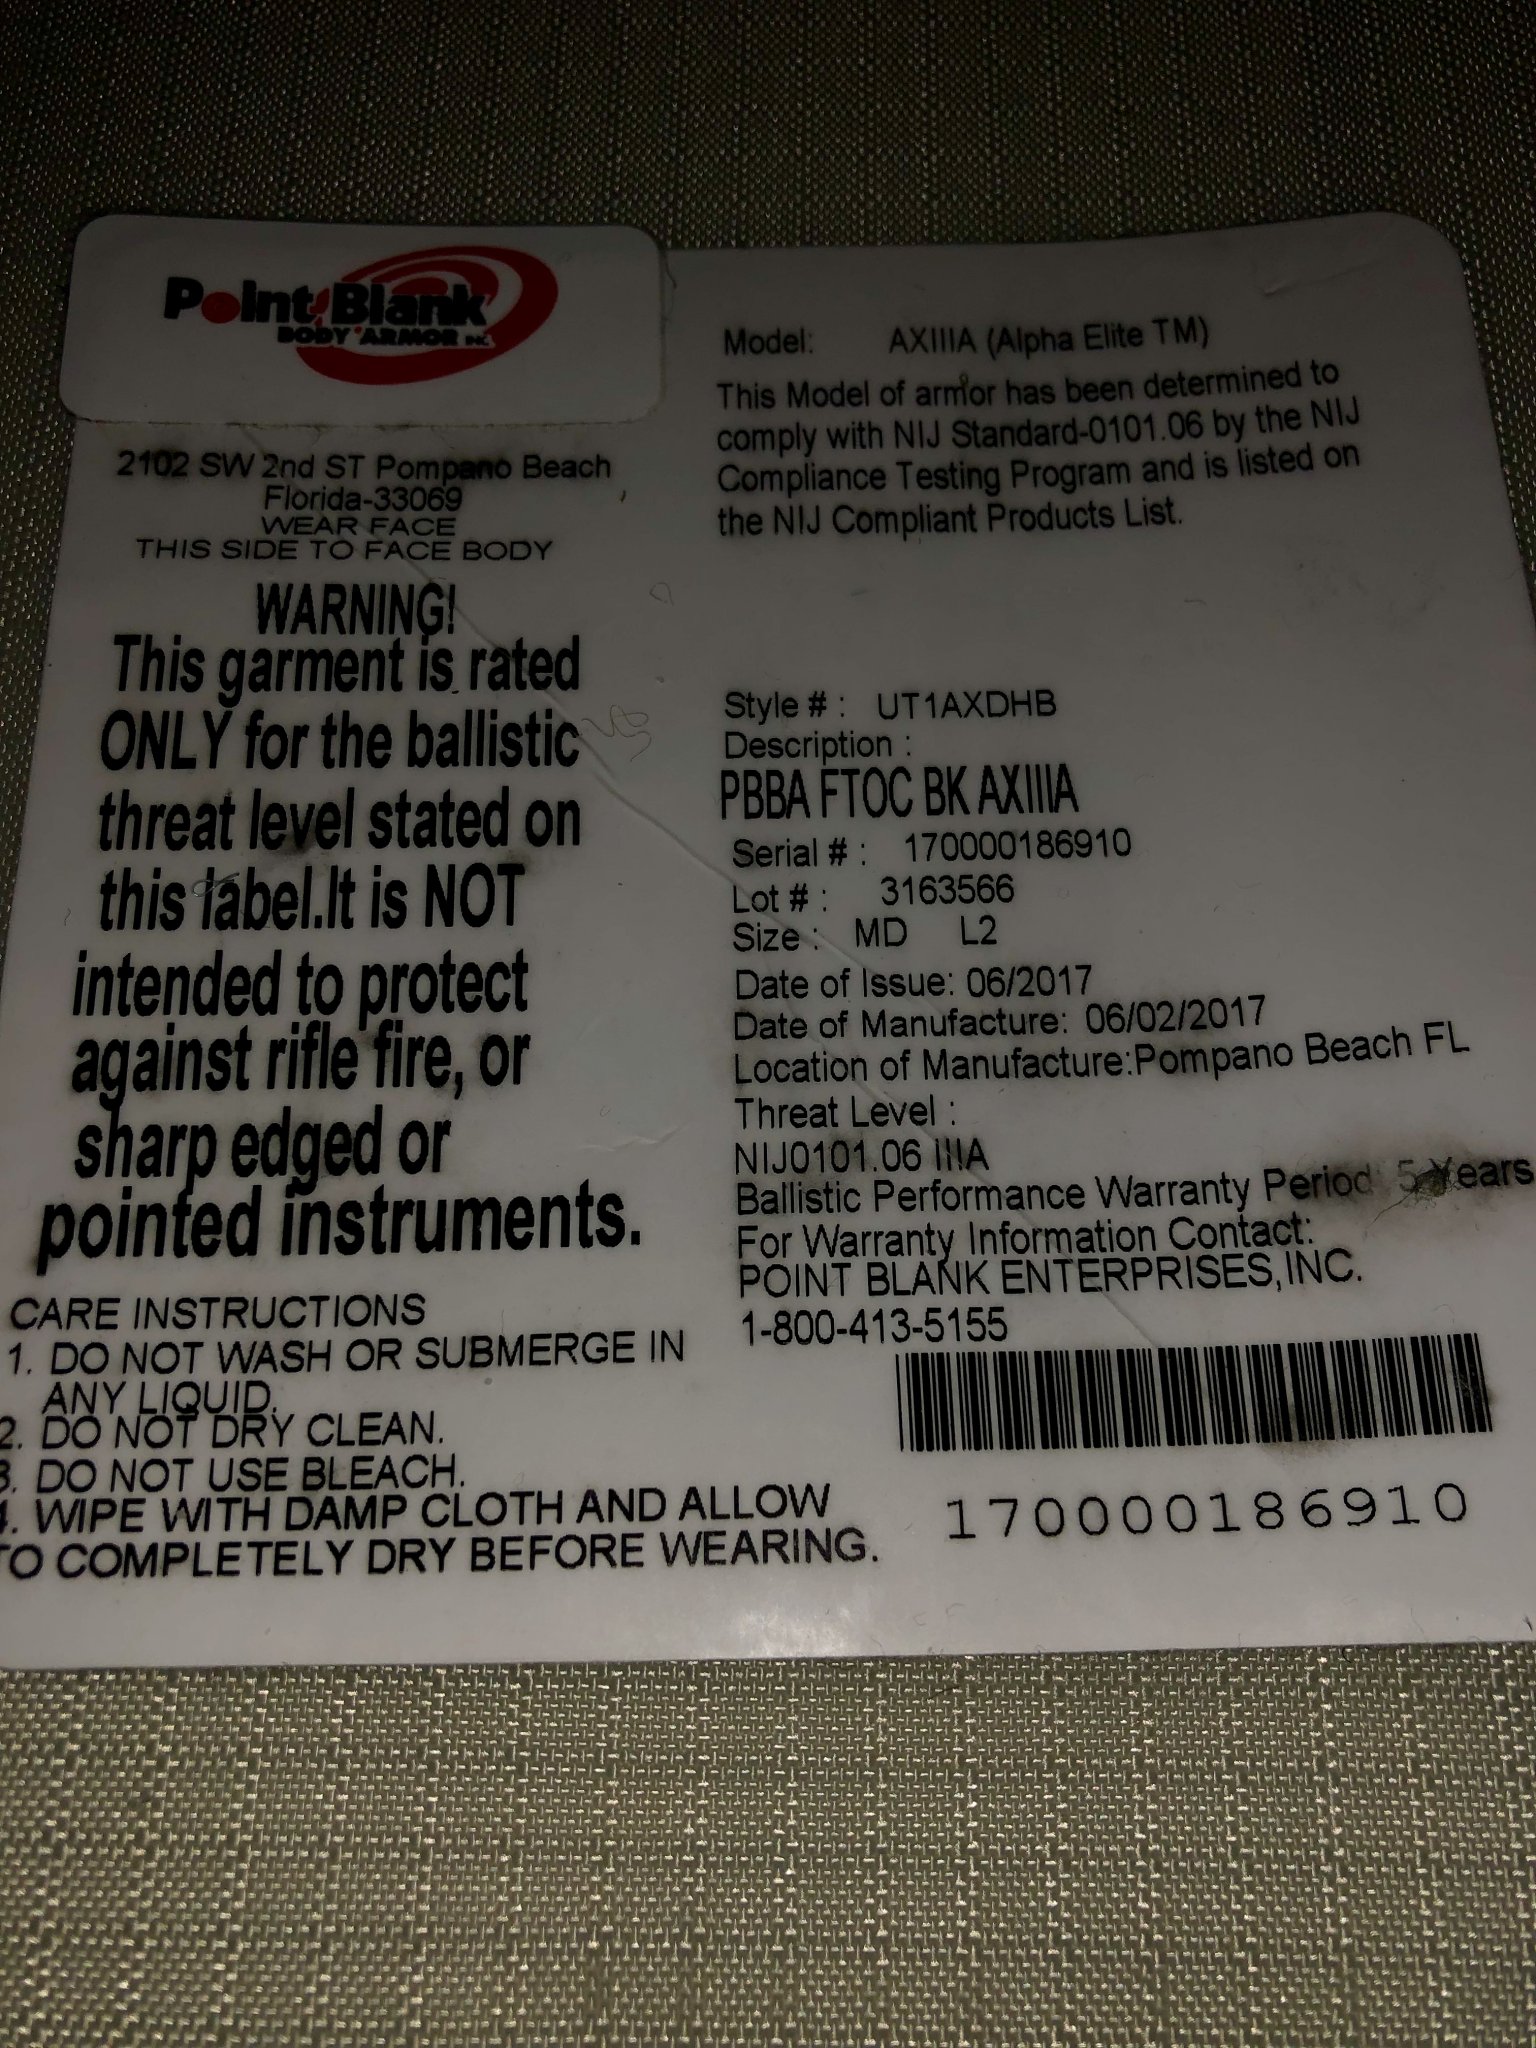 Point Blank
BODY ARMOR INC.
2102 SW 2nd ST Pompano Beach
Florida-33069
WEAR FACE
THIS SIDE TO FACE BODY
WARNING!
This garment is rated
ONLY for the ballistic
threat level stated on
this label.It is NOT
intended to protect
against rifle fire, or
sharp edged or
pointed instruments.
CARE INSTRUCTIONS
1. DO NOT WASH OR SUBMERGE IN
ANY LIQUID.
2. DO NOT DRY CLEAN.
3. DO NOT USE BLEACH.
4. WIPE WITH DAMP CLOTH AND ALLOW
TO COMPLETELY DRY BEFORE WEARING.
Model: AXIIIA (Alpha Elite TM)
This Model of armor has been determined to
comply with NIJ Standard-0101.06 by the NIJ
Compliance Testing Program and is listed on
the NIJ Compliant Products List.
Style # : UT1AXDHB
Description :
PBBA FTOC BK AXIIIA
Serial # : 170000186910
Lot # : 3163566
Size : MD L2
Date of Issue: 06/2017
Date of Manufacture: 06/02/2017
Location of Manufacture:Pompano Beach FL
Threat Level :
NIJ0101.06 IIIA
Ballistic Performance Warranty Period 5 Years
For Warranty Information Contact:
POINT BLANK ENTERPRISES,INC.
1-800-413-5155
170000186910